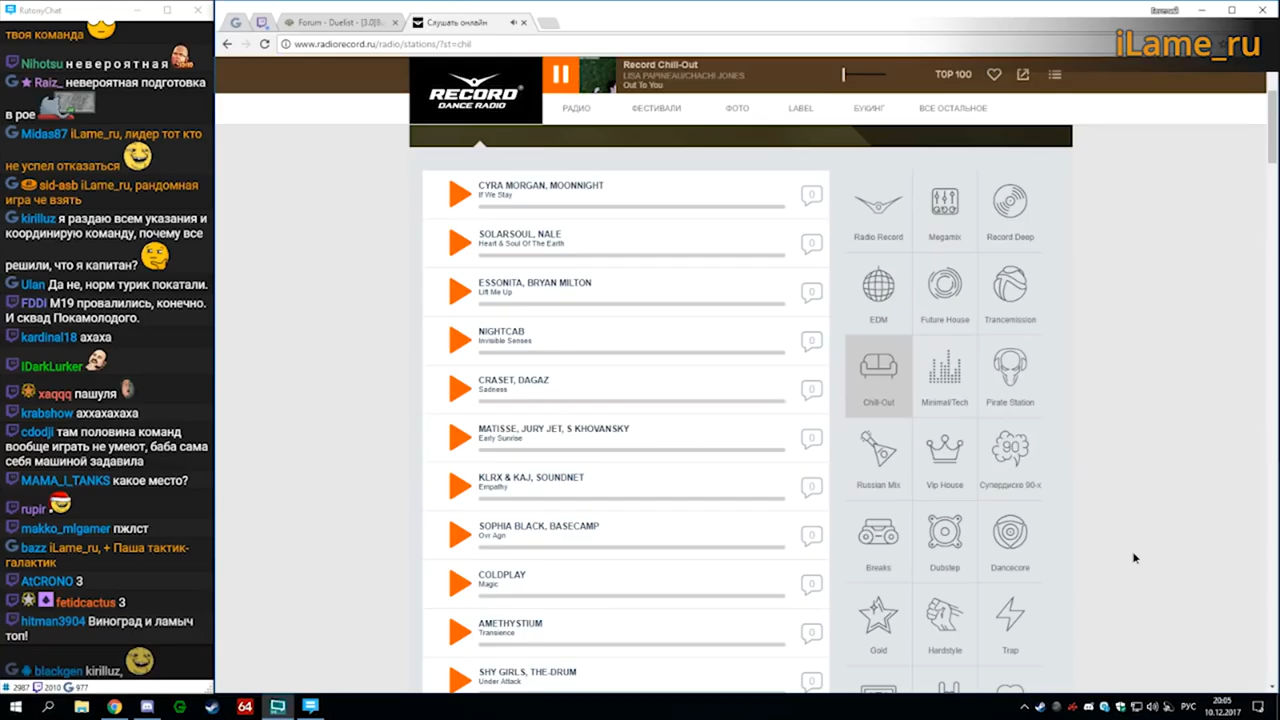 RutonyChat
твоя команда
Nihotsu н е в е р о я т н а я
Raiz_ невероятная подготовка
в рое
Midas87 iLame_ru, лидер тот кто
не успел отказаться
sid-asb iLame_ru, рандомная
игра че взять
kirilluz я раздаю всем указания и
координирую команду, почему все
решили, что я капитан?
Ulan Да не, норм турик покатали.
FDDI М19 провалились, конечно.
И сквад Покамолодого.
kardinal18 ахаха
IDarkLurker
xaqqq пашуля
krabshow аххахахаха
cdodji там половина команд
вообще играть не умеют, баба сама
себя машиной задавила
MAMA_I_TANKS какое место?
rupir
makko_mlgamer пжлст
bazz iLame_ru, + Паша тактик-
галактик
AtCRONO 3
fetidcactus 3
hitman3904 Виноград и ламыч
топ!
blackgen kirilluz,
# 2987 2010 977
Forum - Duelist - [3.0]
Слушать онлайн
www.radiorecord.ru/radio/stations/?st=chil
iLame_ru
RECORD
DANCE RADIO
Record Chill-Out
LISA PAPINEAU/CHACHI JONES
Out To You
TOP 100
РАДИО
ФЕСТИВАЛИ
ФОТО
LABEL
БУКИНГ
ВСЕ ОСТАЛЬНОЕ
CYRA MORGAN, MOONNIGHT
If We Stay
0
SOLARSOUL, NALE
Heart & Soul Of The Earth
0
ESSONITA, BRYAN MILTON
Lift Me Up
0
NIGHTCAB
Invisible Senses
0
CRASET, DAGAZ
Sadness
0
MATISSE, JURY JET, S KHOVANSKY
Early Sunrise
0
KLRX & KAJ, SOUNDNET
Empathy
0
SOPHIA BLACK, BASECAMP
Ovr Agn
0
COLDPLAY
Magic
0
AMETHYSTIUM
Transience
0
SHY GIRLS, THE-DRUM
Under Attack
0
Radio Record
Megamix
Record Deep
EDM
Future House
Trancemission
Chill-Out
Minimal/Tech
Pirate Station
Russian Mix
Vip House
90
Супердиско 90-х
Breaks
Dubstep
Dancecore
Gold
Hardstyle
Trap
64
РУС
20:05
10.12.2017